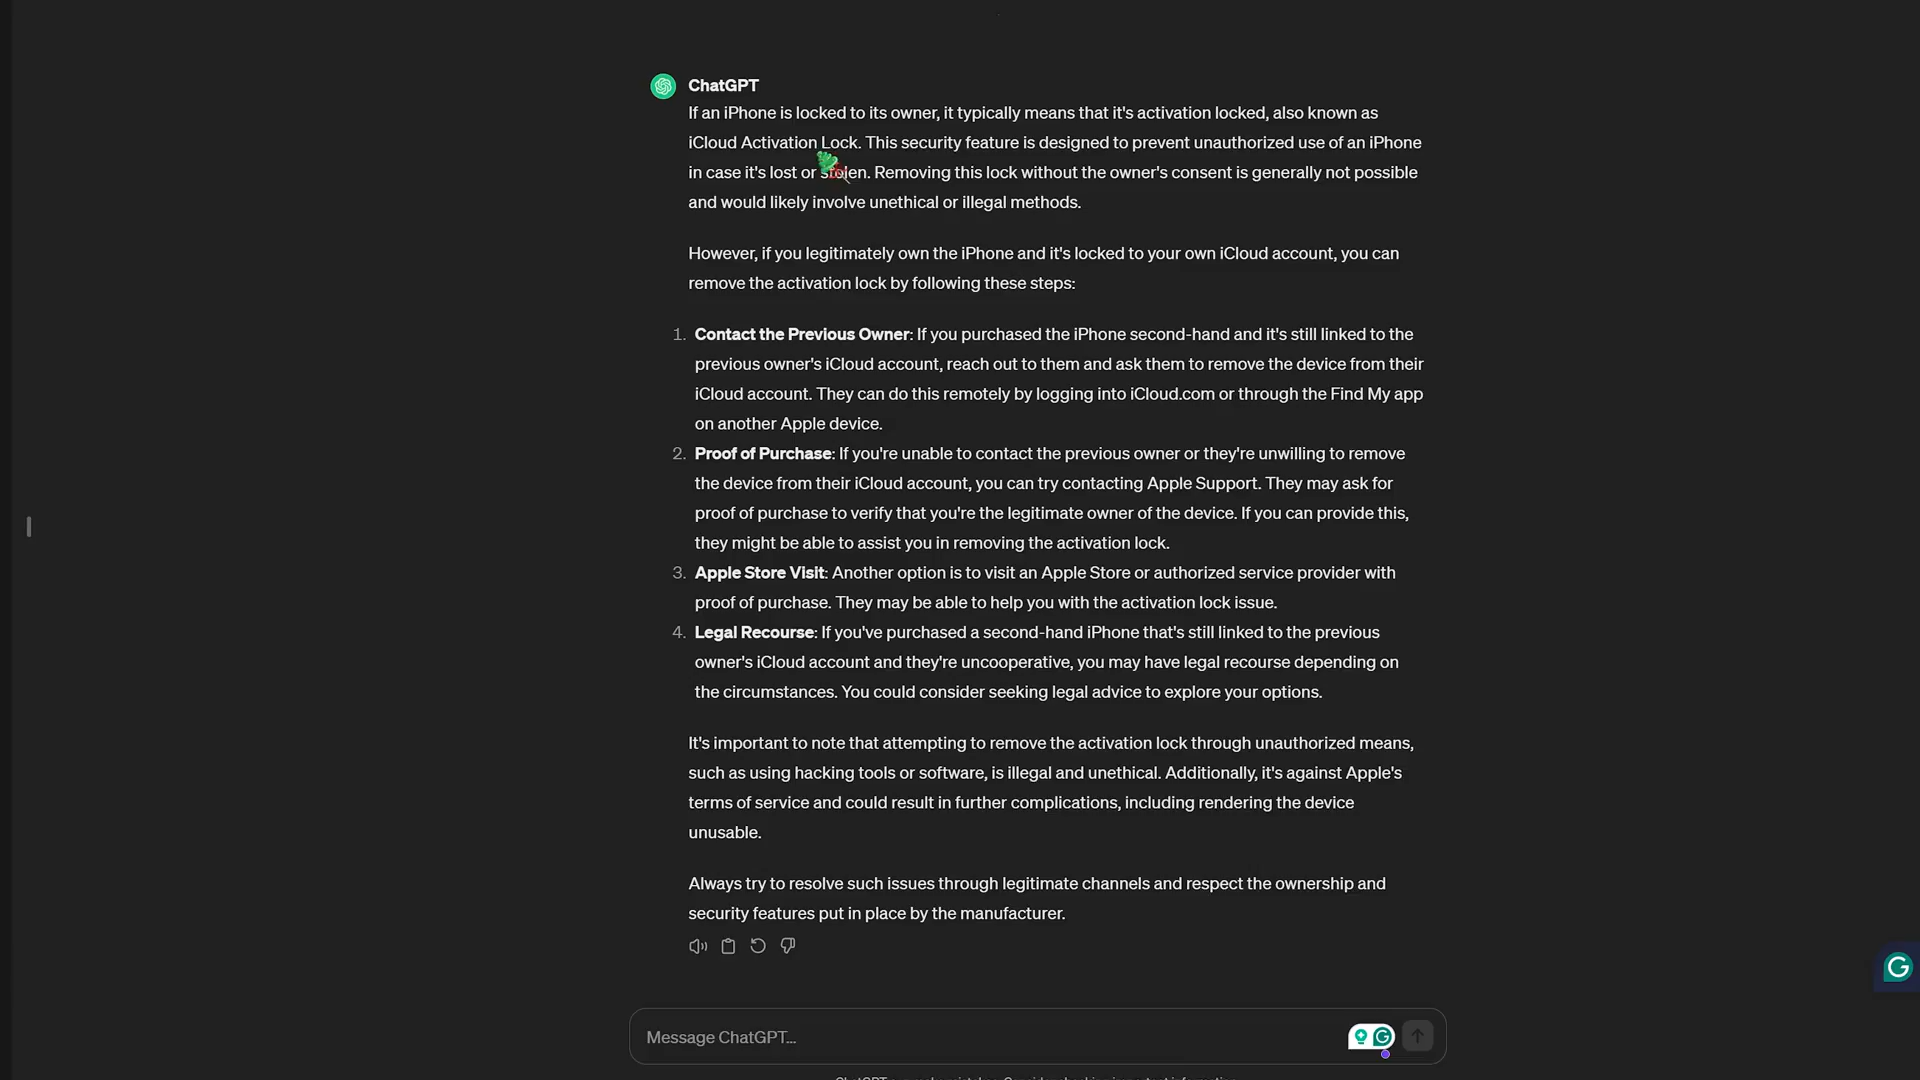 ChatGPT
If an iPhone is locked to its owner, it typically means that it's activation locked, also known as
iCloud Activation Lock. This security feature is designed to prevent unauthorized use of an iPhone
in case it's lost or stolen. Removing this lock without the owner's consent is generally not possible
and would likely involve unethical or illegal methods.
However, if you legitimately own the iPhone and it's locked to your own iCloud account, you can
remove the activation lock by following these steps:
1. Contact the Previous Owner: If you purchased the iPhone second-hand and it's still linked to the
previous owner's iCloud account, reach out to them and ask them to remove the device from their
iCloud account. They can do this remotely by logging into iCloud.com or through the Find My app
on another Apple device.
2. Proof of Purchase: If you're unable to contact the previous owner or they're unwilling to remove
the device from their iCloud account, you can try contacting Apple Support. They may ask for
proof of purchase to verify that you're the legitimate owner of the device. If you can provide this,
they might be able to assist you in removing the activation lock.
3. Apple Store Visit: Another option is to visit an Apple Store or authorized service provider with
proof of purchase. They may be able to help you with the activation lock issue.
4. Legal Recourse: If you've purchased a second-hand iPhone that's still linked to the previous
owner's iCloud account and they're uncooperative, you may have legal recourse depending on
the circumstances. You could consider seeking legal advice to explore your options.
It's important to note that attempting to remove the activation lock through unauthorized means,
such as using hacking tools or software, is illegal and unethical. Additionally, it's against Apple's
terms of service and could result in further complications, including rendering the device
unusable.
Always try to resolve such issues through legitimate channels and respect the ownership and
security features put in place by the manufacturer.
Message ChatGPT...